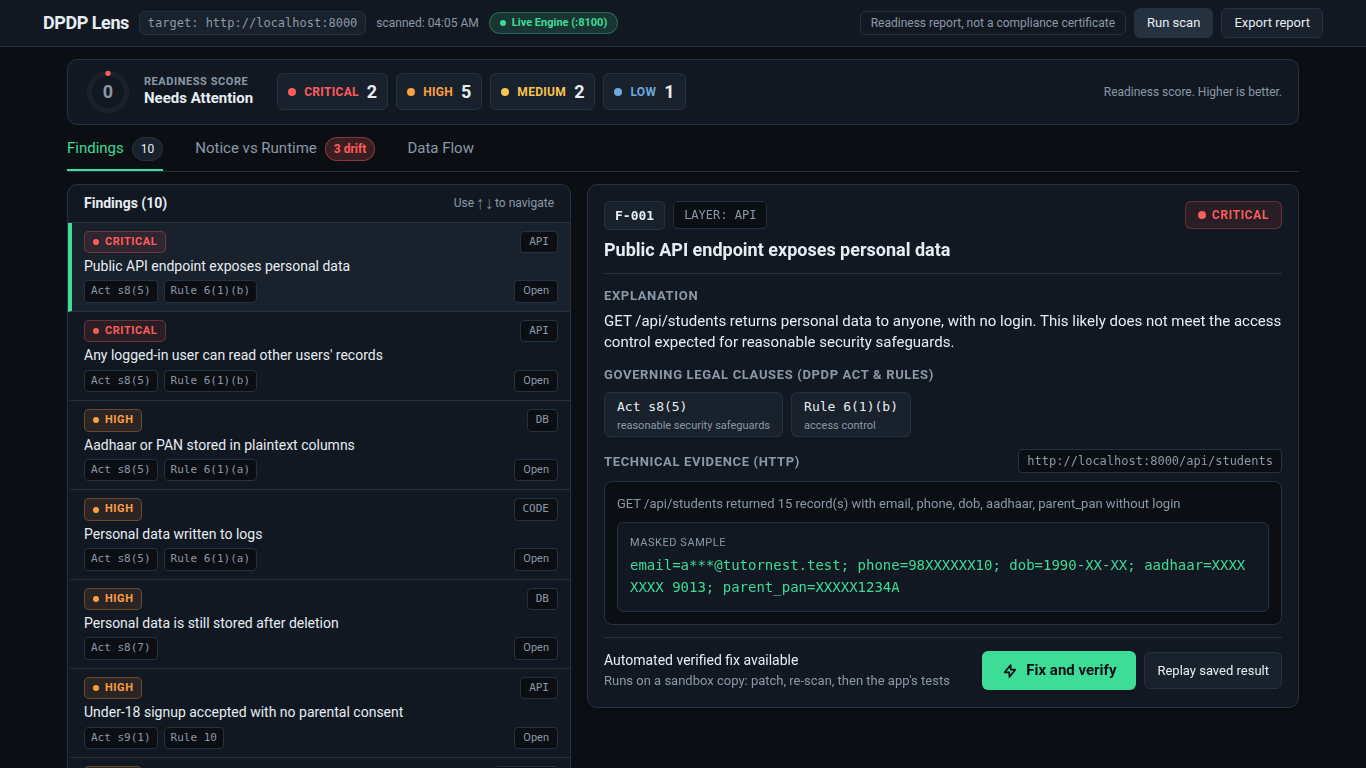 DPDP Lens
target: http://localhost:8000
scanned: 04:05 AM
Live Engine (:8100)
Readiness report, not a compliance certificate
Run scan
Export report
0
READINESS SCORE
Needs Attention
CRITICAL 2
HIGH 5
MEDIUM 2
LOW 1
Readiness score. Higher is better.
Findings 10
Notice vs Runtime 3 drift
Data Flow
Findings (10)
Use ↑ ↓ to navigate
CRITICAL
API
Public API endpoint exposes personal data
Act s8(5)
Rule 6(1)(b)
Open
CRITICAL
API
Any logged-in user can read other users' records
Act s8(5)
Rule 6(1)(b)
Open
HIGH
DB
Aadhaar or PAN stored in plaintext columns
Act s8(5)
Rule 6(1)(a)
Open
HIGH
CODE
Personal data written to logs
Act s8(5)
Rule 6(1)(a)
Open
HIGH
DB
Personal data is still stored after deletion
Act s8(7)
Open
HIGH
API
Under-18 signup accepted with no parental consent
Act s9(1)
Rule 10
Open
F-001
LAYER: API
CRITICAL
Public API endpoint exposes personal data
EXPLANATION
GET /api/students returns personal data to anyone, with no login. This likely does not meet the access
control expected for reasonable security safeguards.
GOVERNING LEGAL CLAUSES (DPDP ACT & RULES)
Act s8(5)
reasonable security safeguards
Rule 6(1)(b)
access control
TECHNICAL EVIDENCE (HTTP)
http://localhost:8000/api/students
GET /api/students returned 15 record(s) with email, phone, dob, aadhaar, parent_pan without login
MASKED SAMPLE
email=a***@tutornest.test; phone=98XXXXXX10; dob=1990-XX-XX; aadhaar=XXXX
XXXX 9013; parent_pan=XXXXX1234A
Automated verified fix available
Runs on a sandbox copy: patch, re-scan, then the app's tests
Fix and verify
Replay saved result